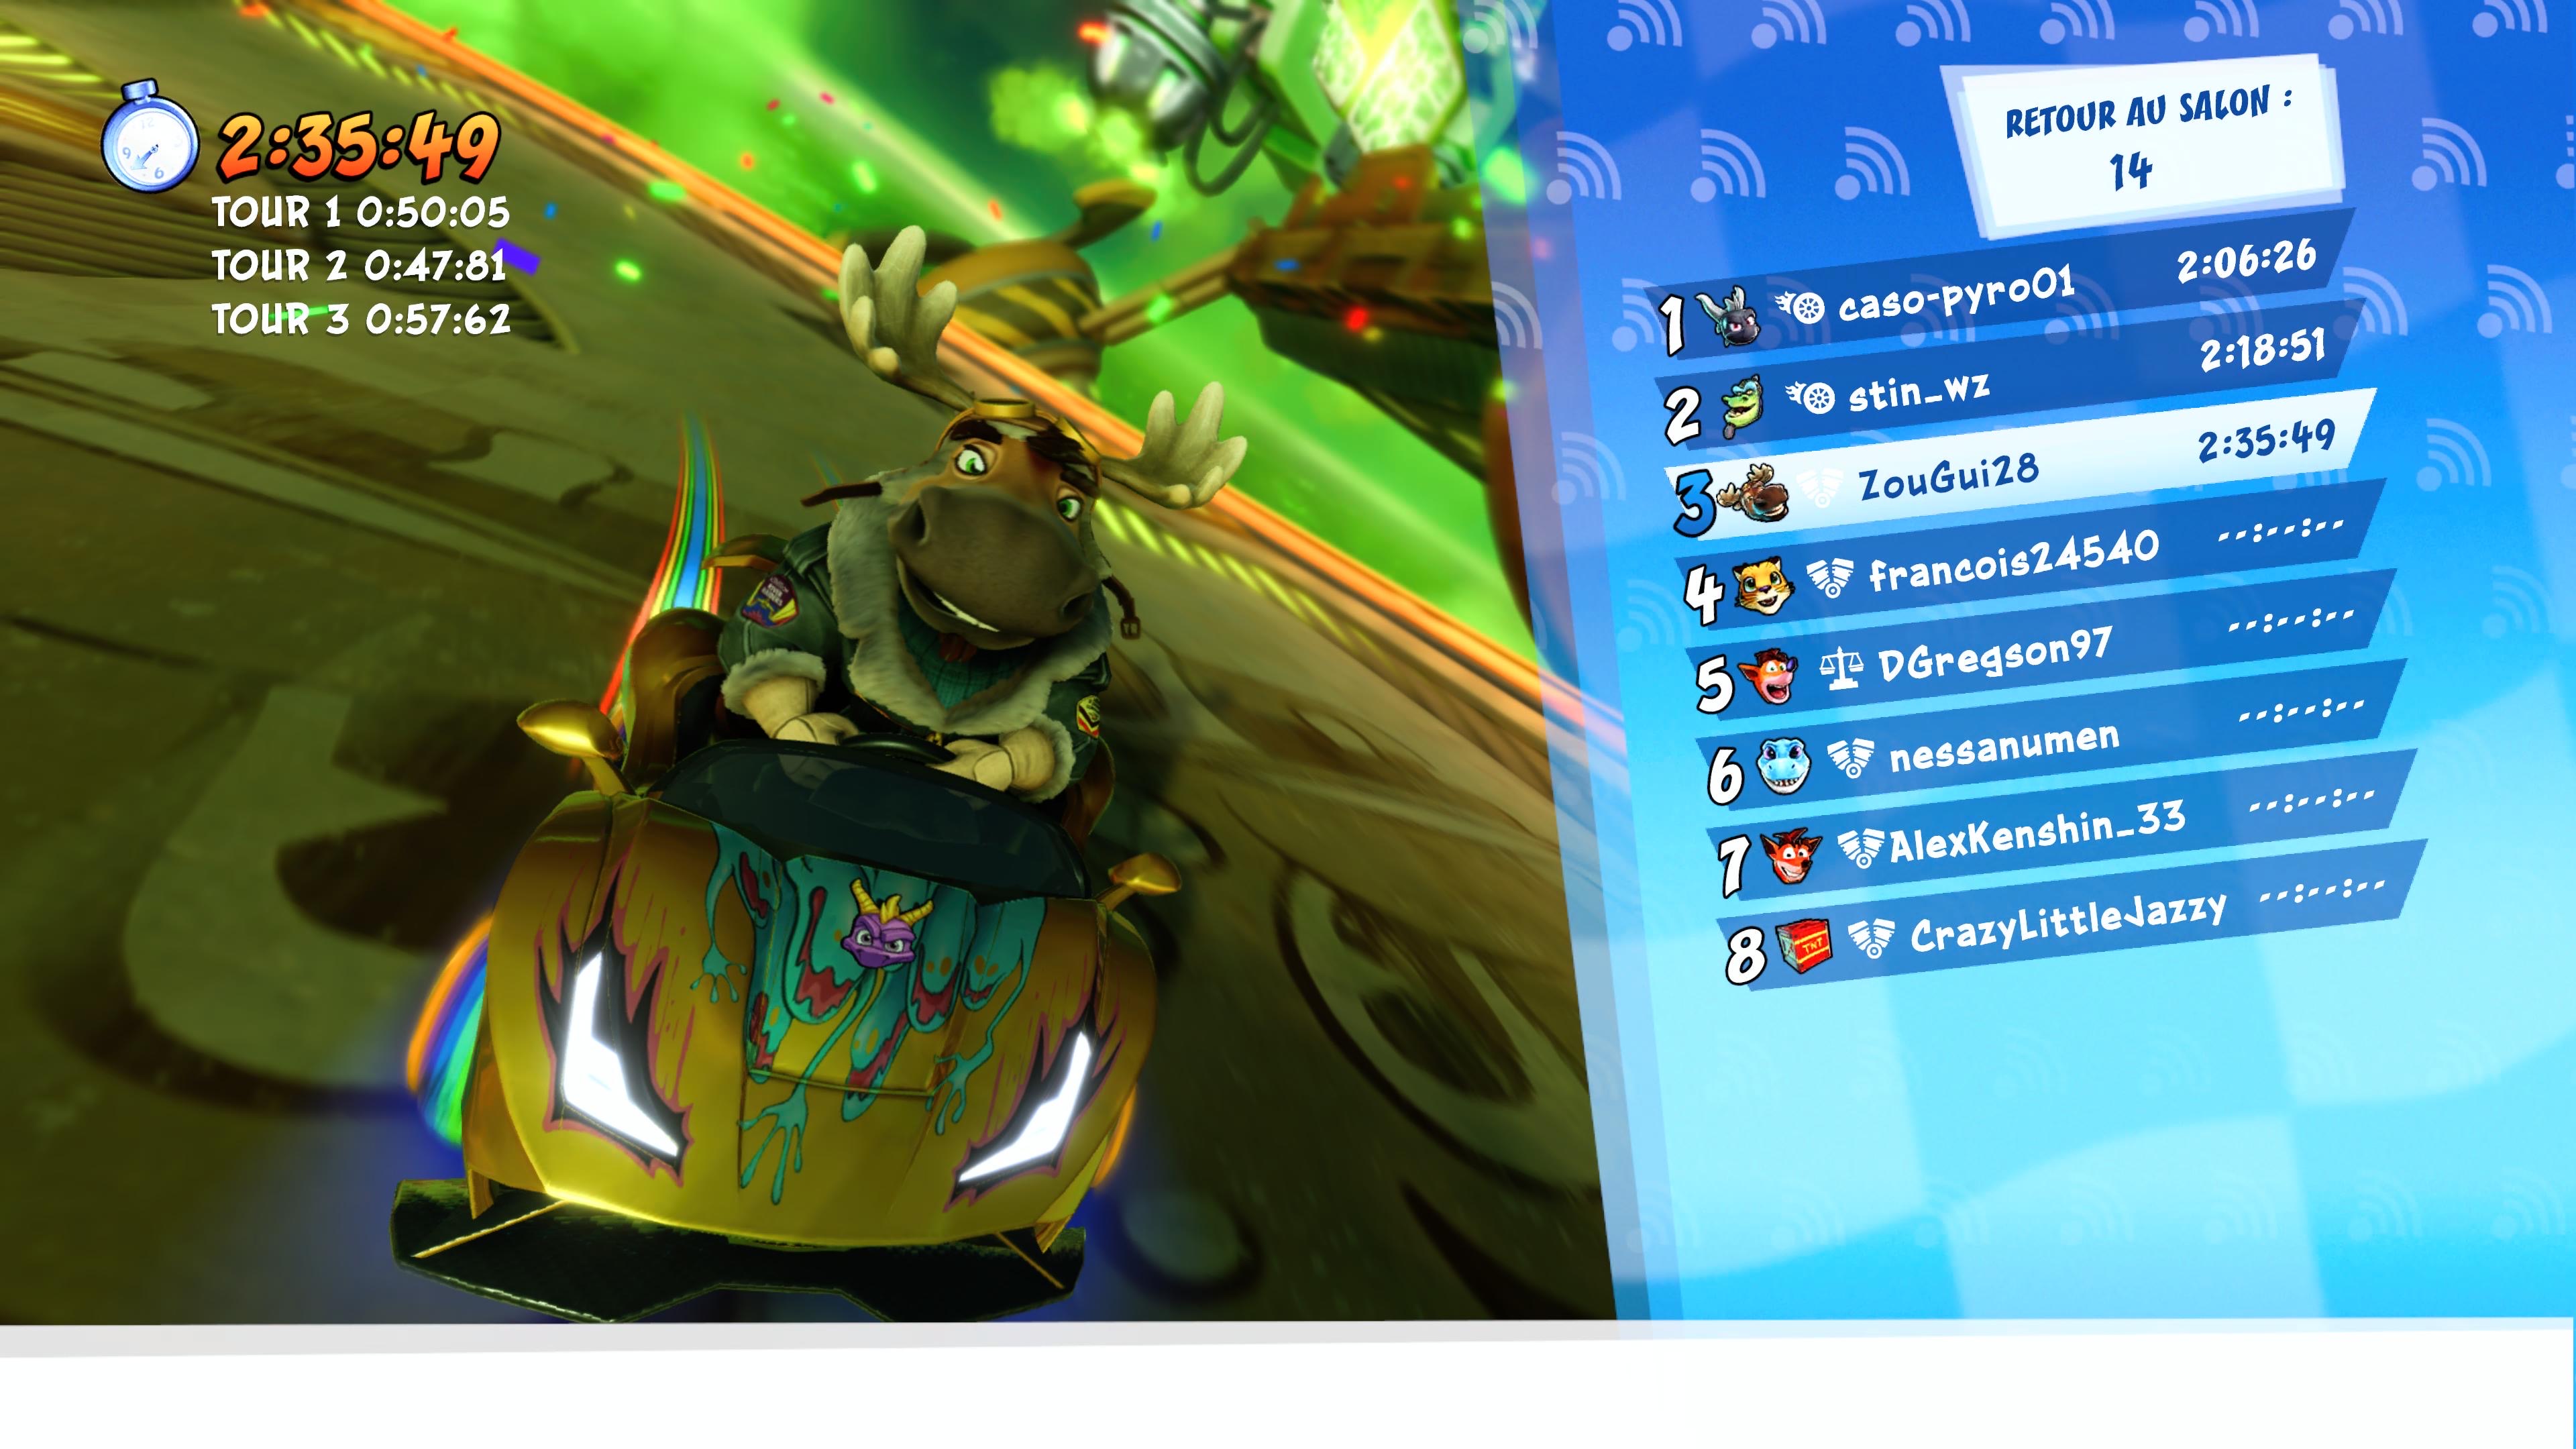 2:35:49
TOUR 1 0:50:05
TOUR 2 0:47:81
TOUR 3 0:57:62
RETOUR AU SALON :
14
1 caso-pyro01 2:06:26
2 stin_wz 2:18:51
3 ZouGui28 2:35:49
4 francois24540 --:--:--
5 DGregson97 --:--:--
6 nessanumen --:--:--
7 AlexKenshin_33 --:--:--
8 CrazyLittleJazzy --:--:--
TNT